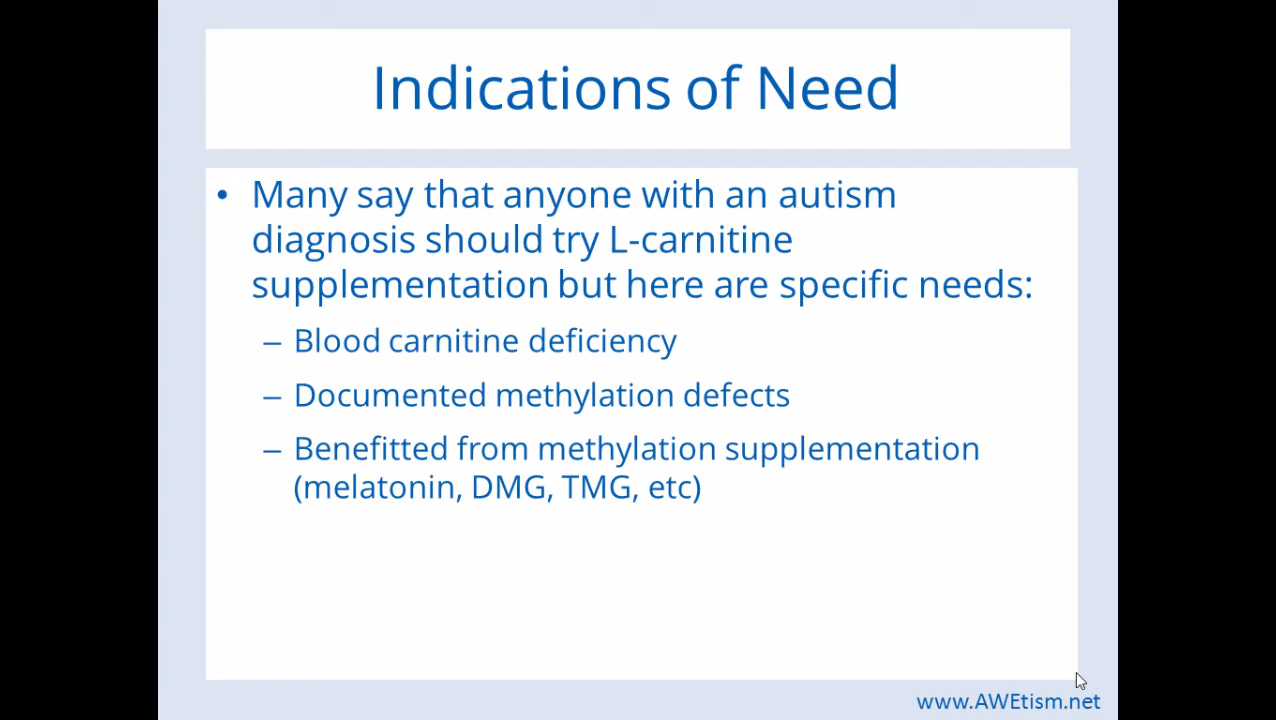 Indications of Need
• Many say that anyone with an autism
diagnosis should try L-carnitine
supplementation but here are specific needs:
– Blood carnitine deficiency
– Documented methylation defects
– Benefitted from methylation supplementation
(melatonin, DMG, TMG, etc)
www.AWEtism.net